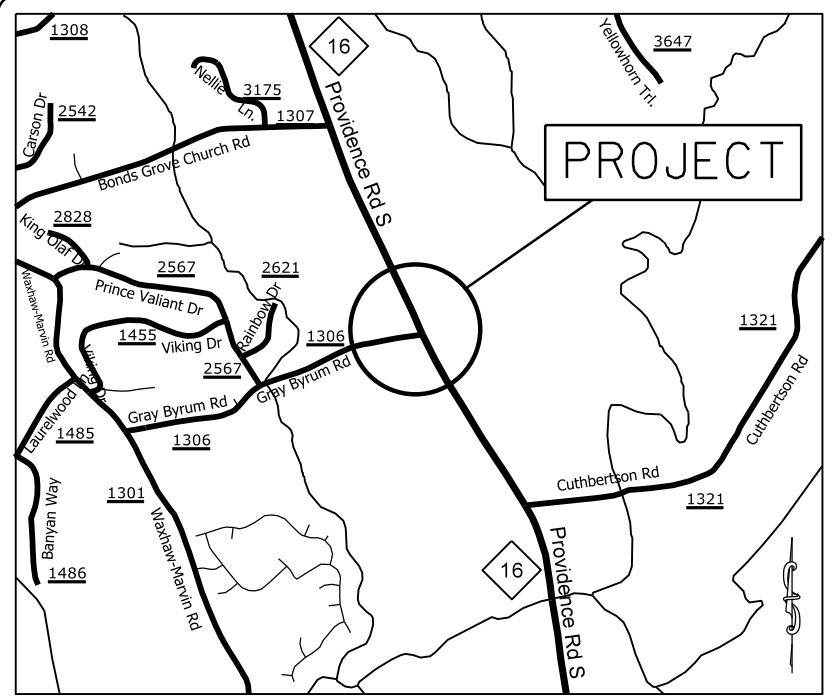 1308
16
Yellowhorn Trl.
3647
Nellie Ln.
3175
Carson Dr
2542
1307
Providence Rd S
Bonds Grove Church Rd
PROJECT
2828
King Olaf Dr
2567
2621
Waxhaw-Marvin Rd
Prince Valiant Dr
Rainbow Dr
1455
Viking Dr
1306
1321
Viking Dr
2567
Gray Byrum Rd
Cuthbertson Rd
Laurelwood
Gray Byrum Rd
1485
1306
Cuthbertson Rd
1301
1321
Banyan Way
Waxhaw-Marvin Rd
16
Providence Rd S
1486